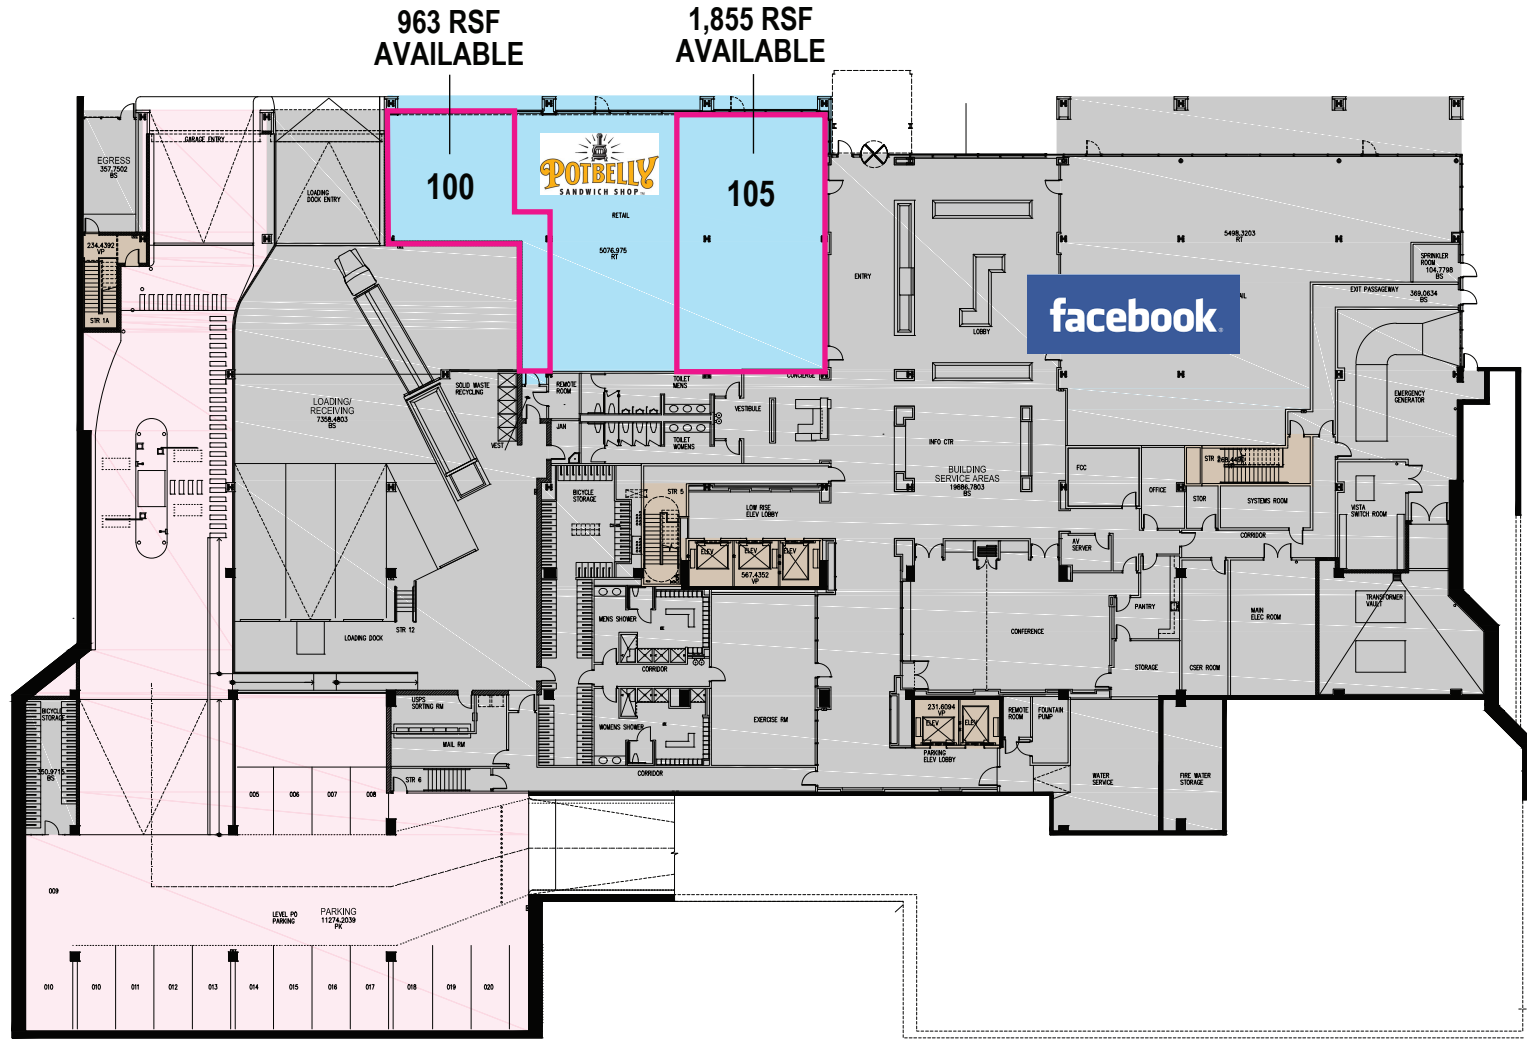 963 RSF
AVAILABLE
1,855 RSF
AVAILABLE
100
POTBELLY
SANDWICH SHOP
105
RETAIL
5076.975
RT
GARAGE ENTRY
EGRESS
357.7502
BS
LOADING
DOCK ENTRY
234.4392
VP
STR 1A
ENTRY
LOBBY
5498.3203
RT
SPRINKLER
ROOM
104.7798
BS
EXIT PASSAGEWAY
369.0634
BS
facebook
EMERGENCY
GENERATOR
LOADING/
RECEIVING
7358.4803
BS
SOLID WASTE
RECYCLING
VEST
REMOTE
ROOM
JAN
TOILET
MENS
TOILET
WOMENS
VESTIBULE
CONCIERGE
INFO CTR
BUILDING
SERVICE AREAS
19686.7803
BS
FCC
OFFICE
STOR
STR
SYSTEMS ROOM
VISTA
SWITCH ROOM
CORRIDOR
BICYCLE
STORAGE
STR 5
LOW RISE
ELEV LOBBY
ELEV
ELEV
ELEV
567.4352
VP
AV
SERVER
PANTRY
MAIN
ELEC ROOM
TRANSFORMER
VAULT
LOADING DOCK
STR 12
MENS SHOWER
CORRIDOR
WOMENS SHOWER
EXERCISE RM
CONFERENCE
STORAGE
CSER ROOM
USPS
SORTING RM
MAIL RM
STR 6
CORRIDOR
231.6094
VP
ELEV
ELEV
PARKING
ELEV LOBBY
REMOTE
ROOM
FOUNTAIN
PUMP
WATER
SERVICE
FIRE WATER
STORAGE
BICYCLE
STORAGE
350.9715
BS
005
006
007
008
009
LEVEL P0
PARKING
PARKING
11274.2039
PK
010
010
011
012
013
014
015
016
017
018
019
020